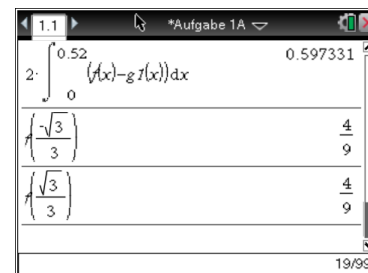 1.1 *Aufgabe 1A
2·∫₀^0.52 (f(x)-g1(x))dx 0.597331
f(-√3/3) 4/9
f(√3/3) 4/9
19/99